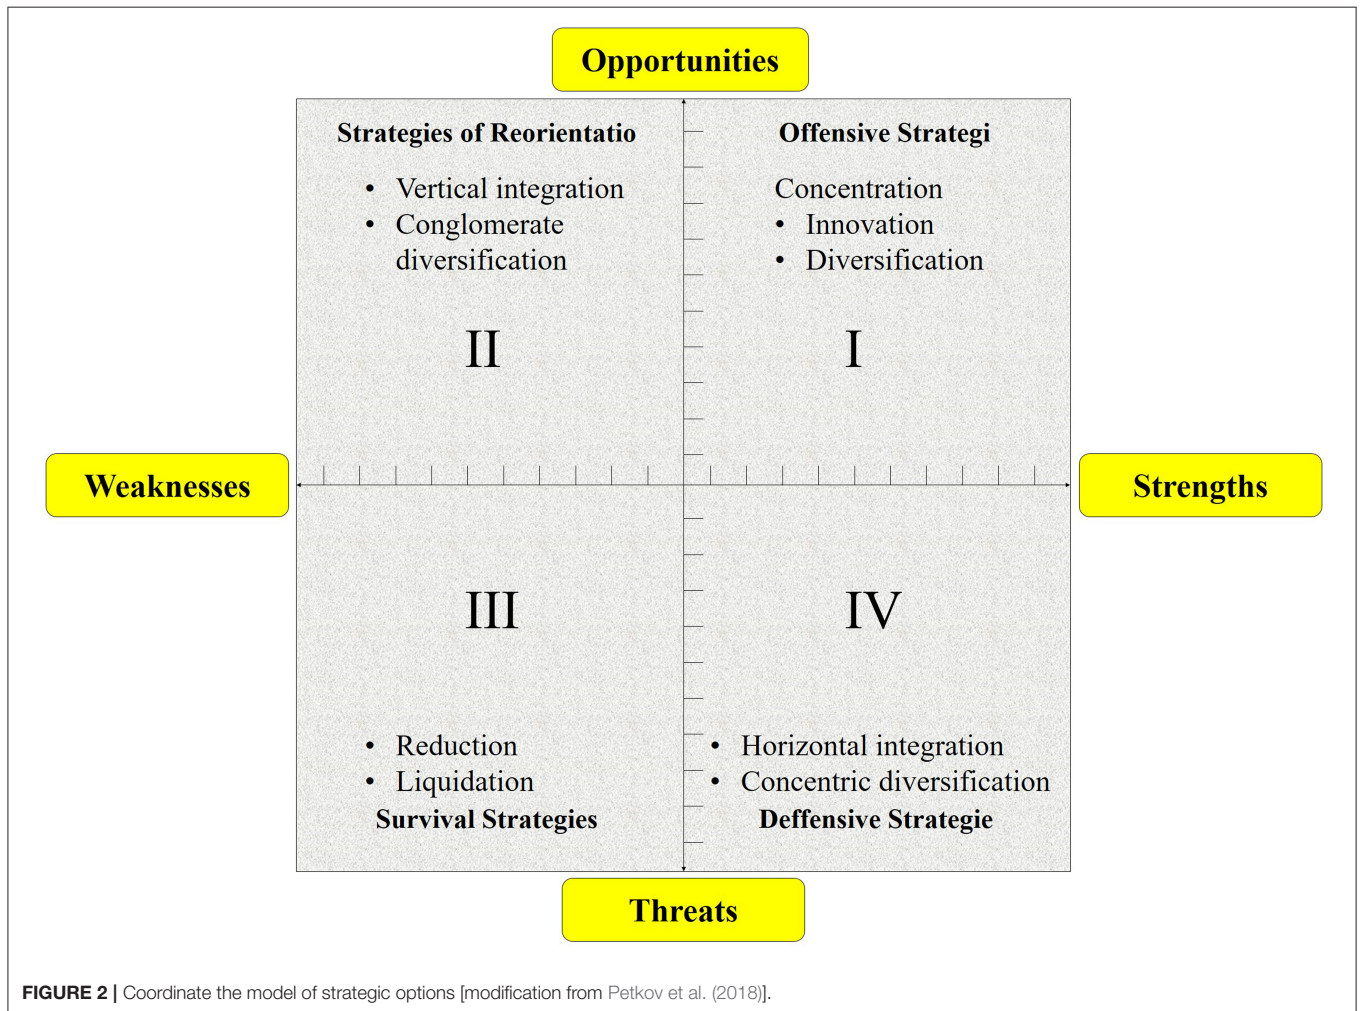 Opportunities
Strategies of Reorientatio
• Vertical integration
• Conglomerate
diversification
II
Offensive Strategi
Concentration
• Innovation
• Diversification
I
Weaknesses
Strengths
III
• Reduction
• Liquidation
Survival Strategies
IV
• Horizontal integration
• Concentric diversification
Deffensive Strategie
Threats
FIGURE 2 | Coordinate the model of strategic options [modification from Petkov et al. (2018)].